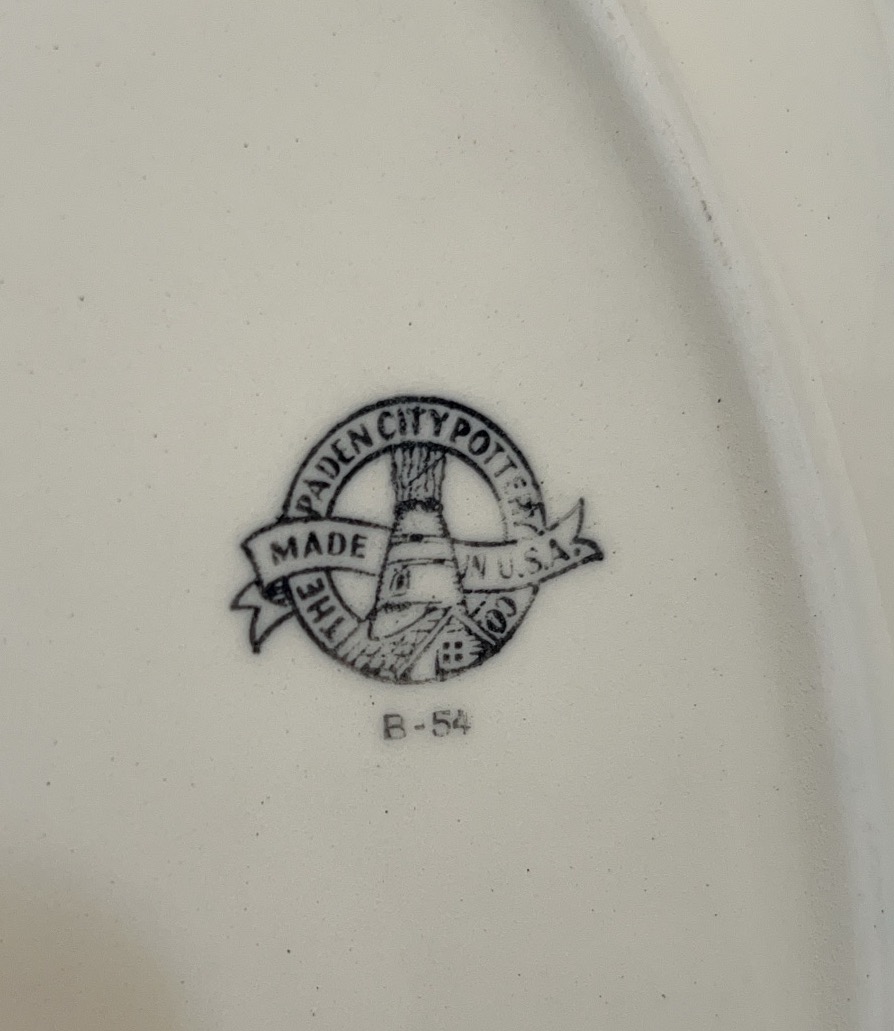 THE PADEN CITY POTTERY CO
MADE IN U.S.A.
B-54